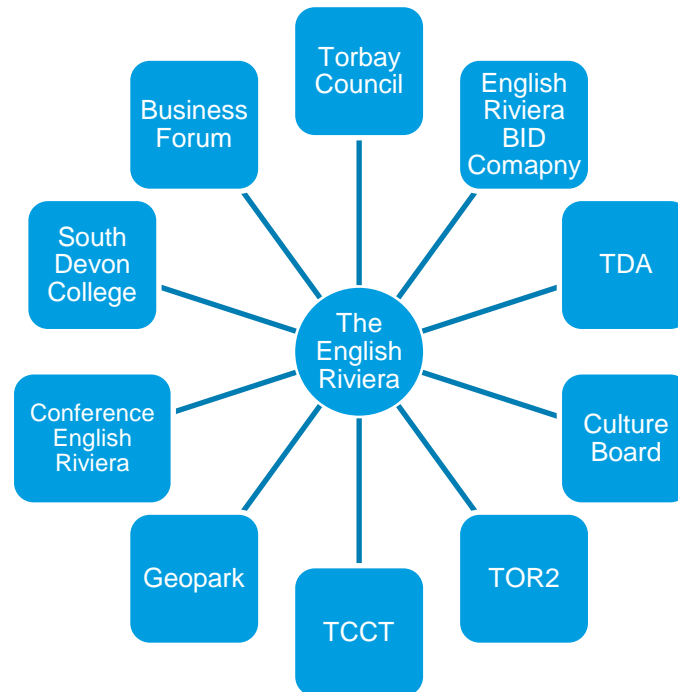 Torbay
Council
English
Riviera
BID
Comapny
TDA
Culture
Board
TOR2
TCCT
Geopark
Conference
English
Riviera
South
Devon
College
Business
Forum
The
English
Riviera